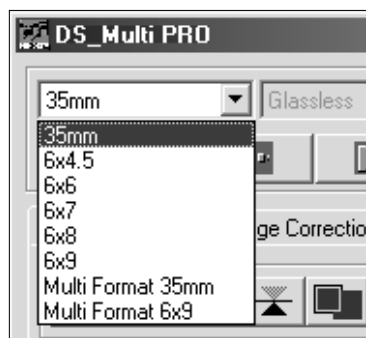 DS_Multi PRO
35mm Glassless
35mm
6x4.5
6x6
6x7
6x8
6x9
ge Correctio
Multi Format 35mm
Multi Format 6x9